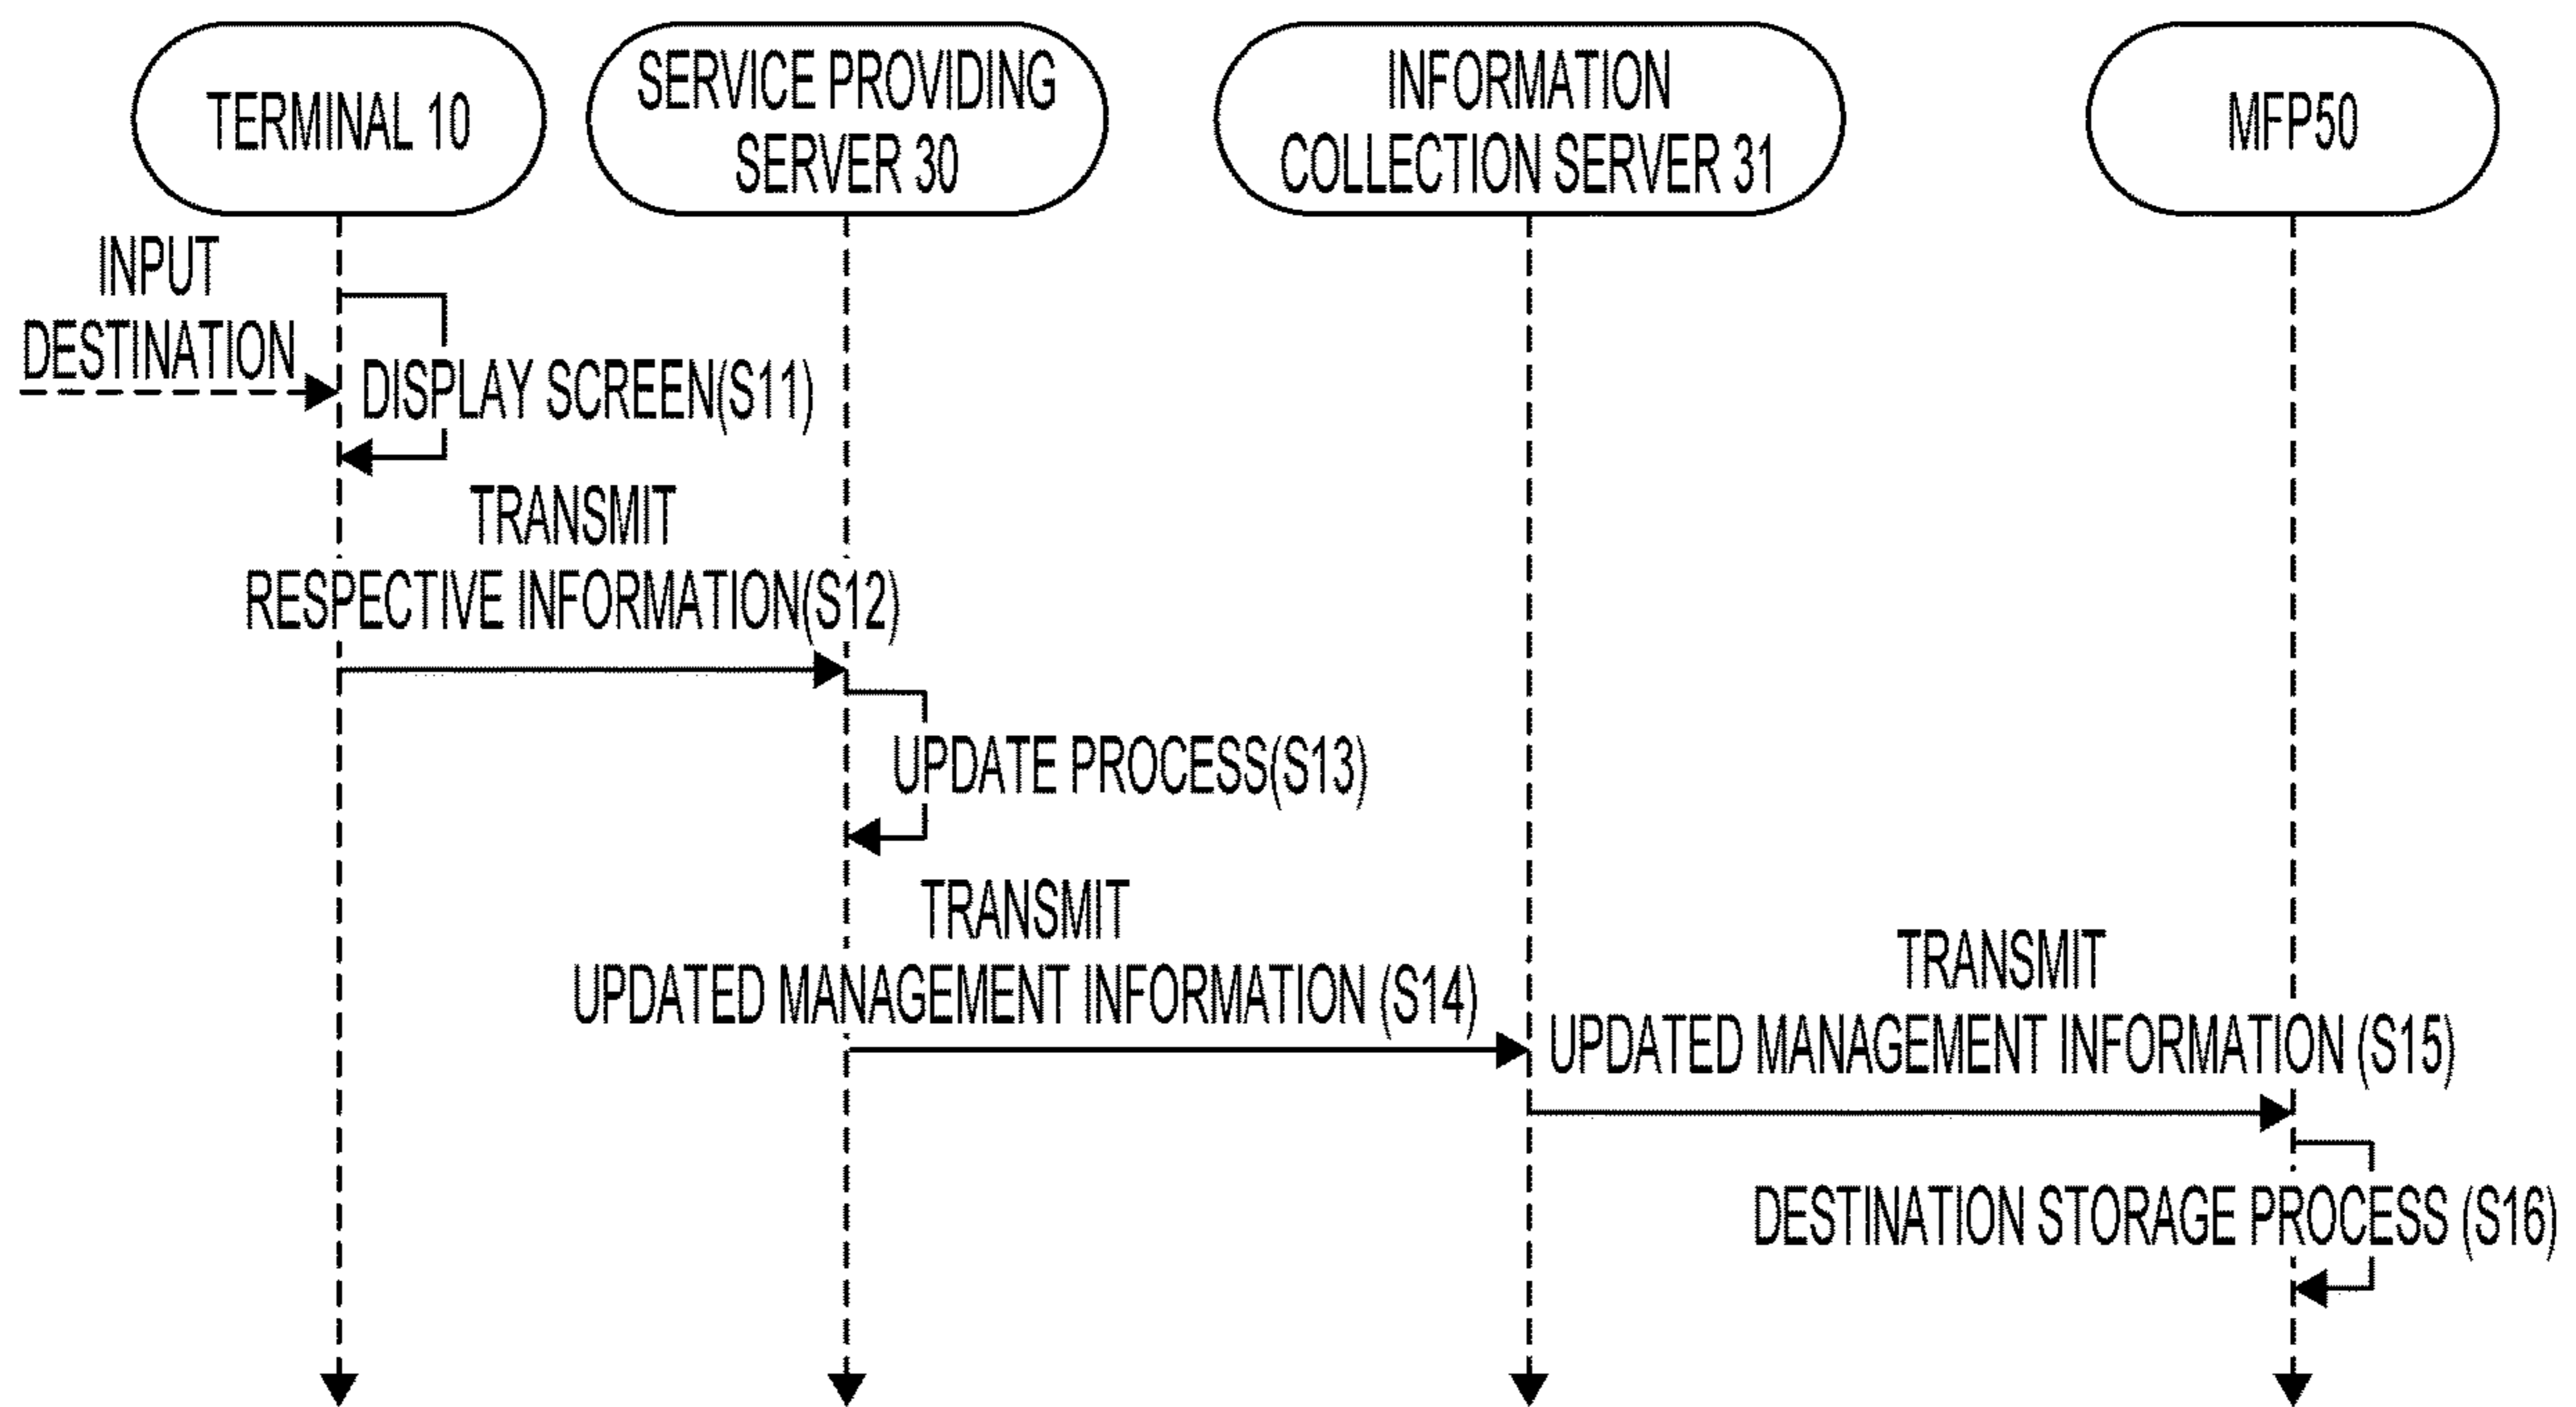 TERMINAL 10
SERVICE PROVIDING
SERVER 30
INFORMATION
COLLECTION SERVER 31
MFP50
INPUT
DESTINATION
DISPLAY SCREEN(S11)
TRANSMIT
RESPECTIVE INFORMATION(S12)
UPDATE PROCESS(S13)
TRANSMIT
UPDATED MANAGEMENT INFORMATION (S14)
TRANSMIT
UPDATED MANAGEMENT INFORMATION (S15)
DESTINATION STORAGE PROCESS (S16)